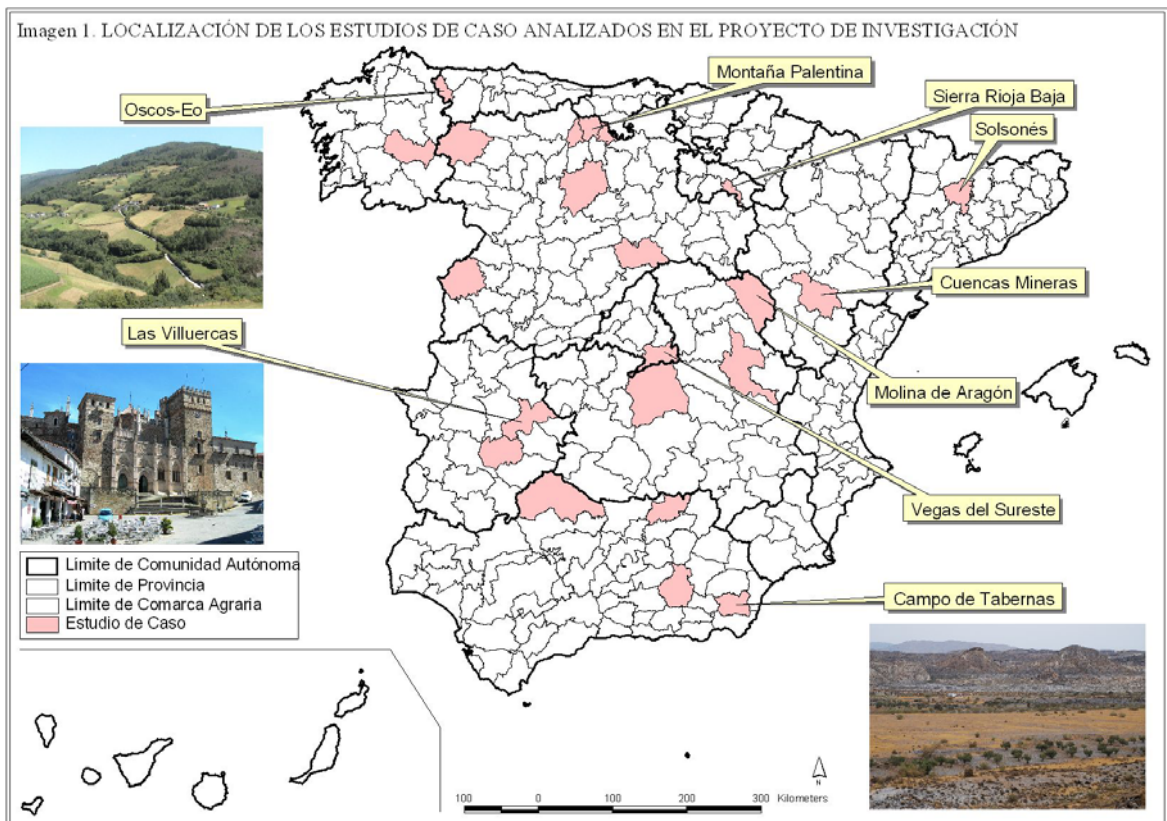 Imagen 1. LOCALIZACIÓN DE LOS ESTUDIOS DE CASO ANALIZADOS EN EL PROYECTO DE INVESTIGACIÓN
Montaña Palentina
Oscos-Eo
Sierra Rioja Baja
Solsonés
Cuencas Mineras
Las Villuercas
Molina de Aragón
Vegas del Sureste
Límite de Comunidad Autónoma
Límite de Provincia
Límite de Comarca Agraria
Estudio de Caso
Campo de Tabernas
N
100 0 100 200 300 Kilometers